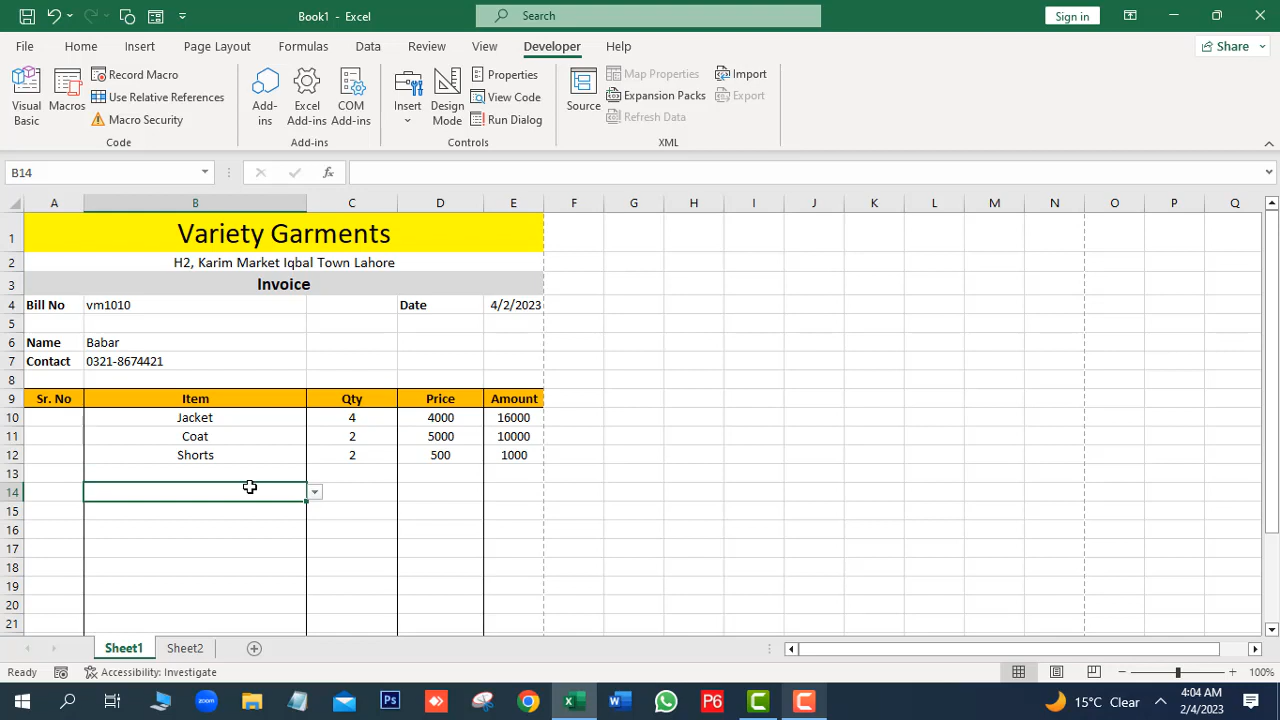 Book1 - Excel
Search
Sign in
File Home Insert Page Layout Formulas Data Review View Developer Help
Share
Visual Basic
Macros
Record Macro
Use Relative References
Macro Security
Code
Add-ins
Excel Add-ins
COM Add-ins
Add-ins
Insert
Design Mode
Properties
View Code
Run Dialog
Controls
Source
Map Properties
Expansion Packs
Refresh Data
Import
Export
XML
B14
fx
A B C D E F G H I J K L M N O P Q
1 Variety Garments
2 H2, Karim Market Iqbal Town Lahore
3 Invoice
4 Bill No vm1010 Date 4/2/2023
5
6 Name Babar
7 Contact 0321-8674421
8
9 Sr. No Item Qty Price Amount
10 Jacket 4 4000 16000
11 Coat 2 5000 10000
12 Shorts 2 500 1000
13
14
15
16
17
18
19
20
21
Sheet1 Sheet2
Ready Accessibility: Investigate 100%
zoom Ps P6
15°C Clear 4:04 AM
2/4/2023